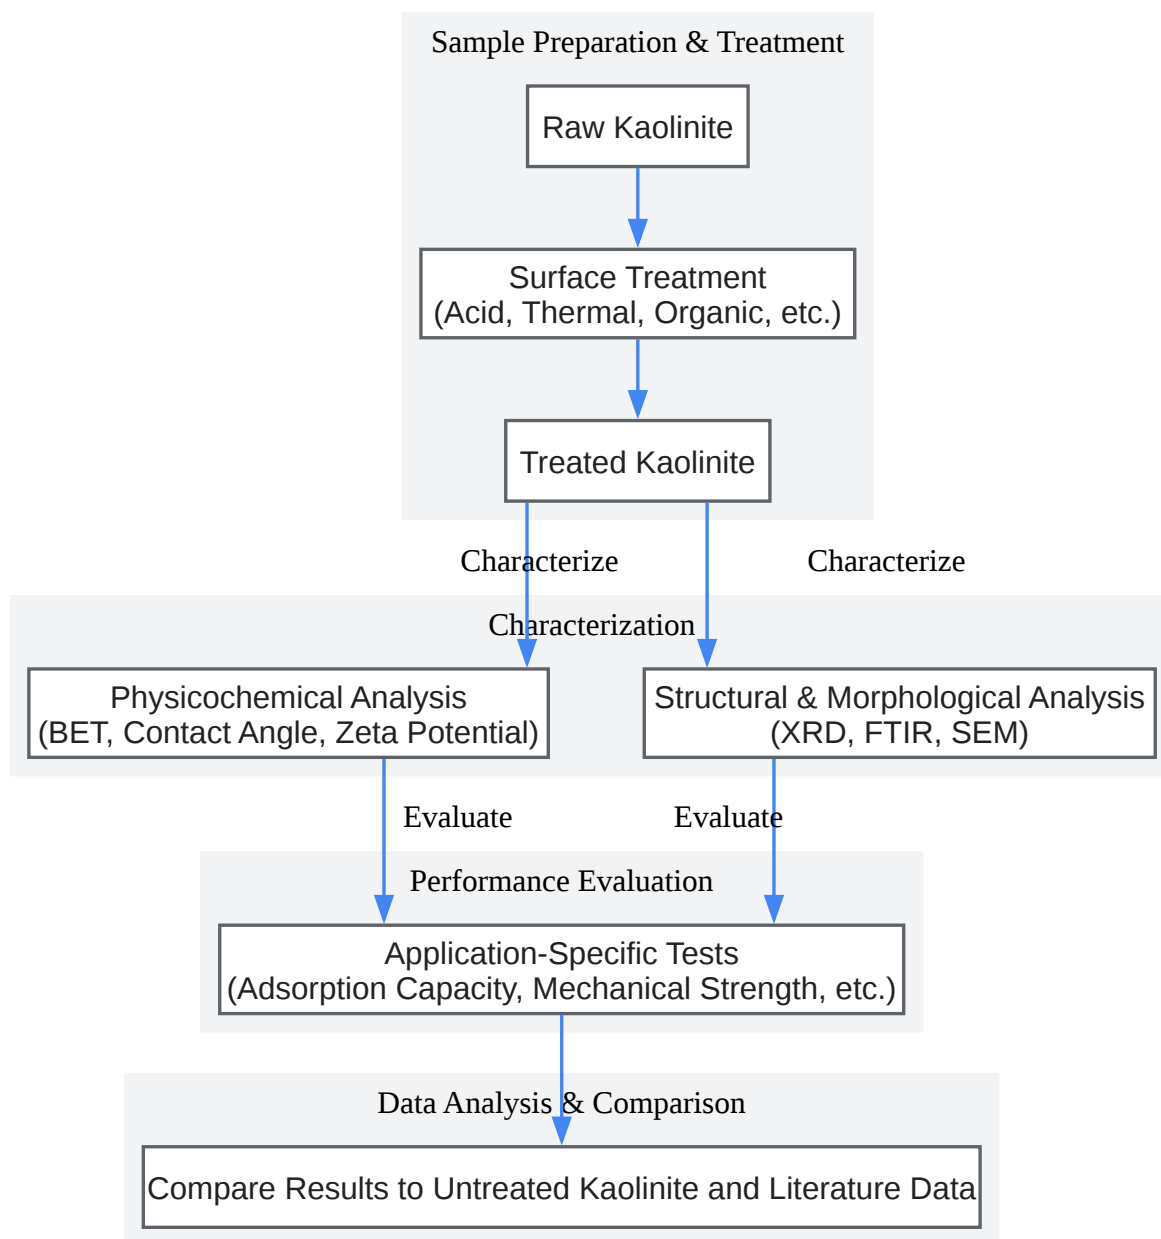 Sample Preparation & Treatment
Raw Kaolinite
Surface Treatment
(Acid, Thermal, Organic, etc.)
Treated Kaolinite
Characterize
Characterize
Characterization
Physicochemical Analysis
(BET, Contact Angle, Zeta Potential)
Structural & Morphological Analysis
(XRD, FTIR, SEM)
Evaluate
Evaluate
Performance Evaluation
Application-Specific Tests
(Adsorption Capacity, Mechanical Strength, etc.)
Data Analysis & Comparison
Compare Results to Untreated Kaolinite and Literature Data